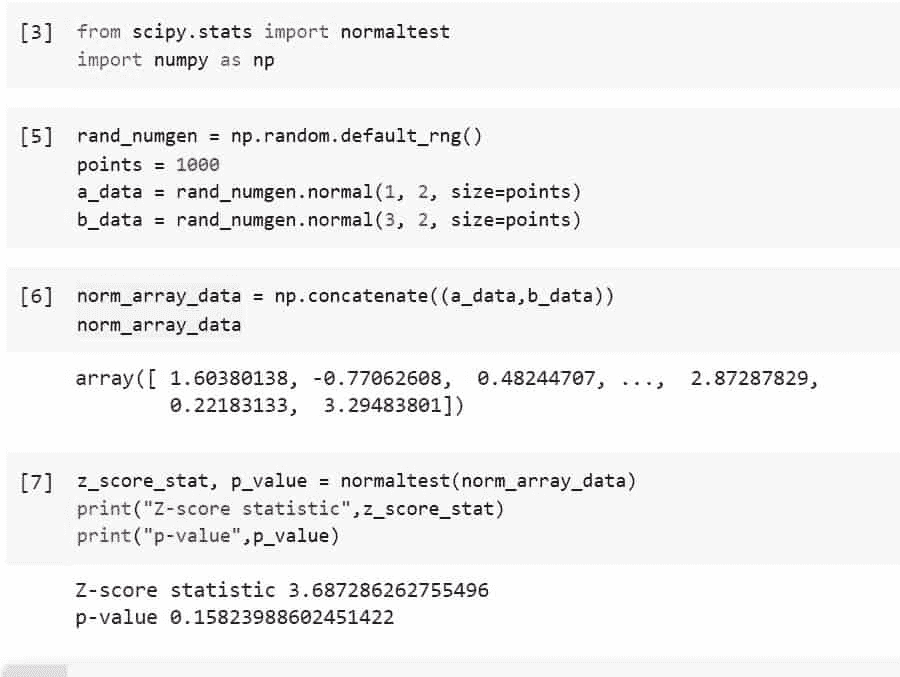 [3] from scipy.stats import normaltest
import numpy as np
[5] rand_numgen = np.random.default_rng()
points = 1000
a_data = rand_numgen.normal(1, 2, size=points)
b_data = rand_numgen.normal(3, 2, size=points)
[6] norm_array_data = np.concatenate((a_data,b_data))
norm_array_data
array([ 1.60380138, -0.77062608,  0.48244707, ...,  2.87287829,
0.22183133,  3.29483801])
[7] z_score_stat, p_value = normaltest(norm_array_data)
print("Z-score statistic",z_score_stat)
print("p-value",p_value)
Z-score statistic 3.687286262755496
p-value 0.15823988602451422